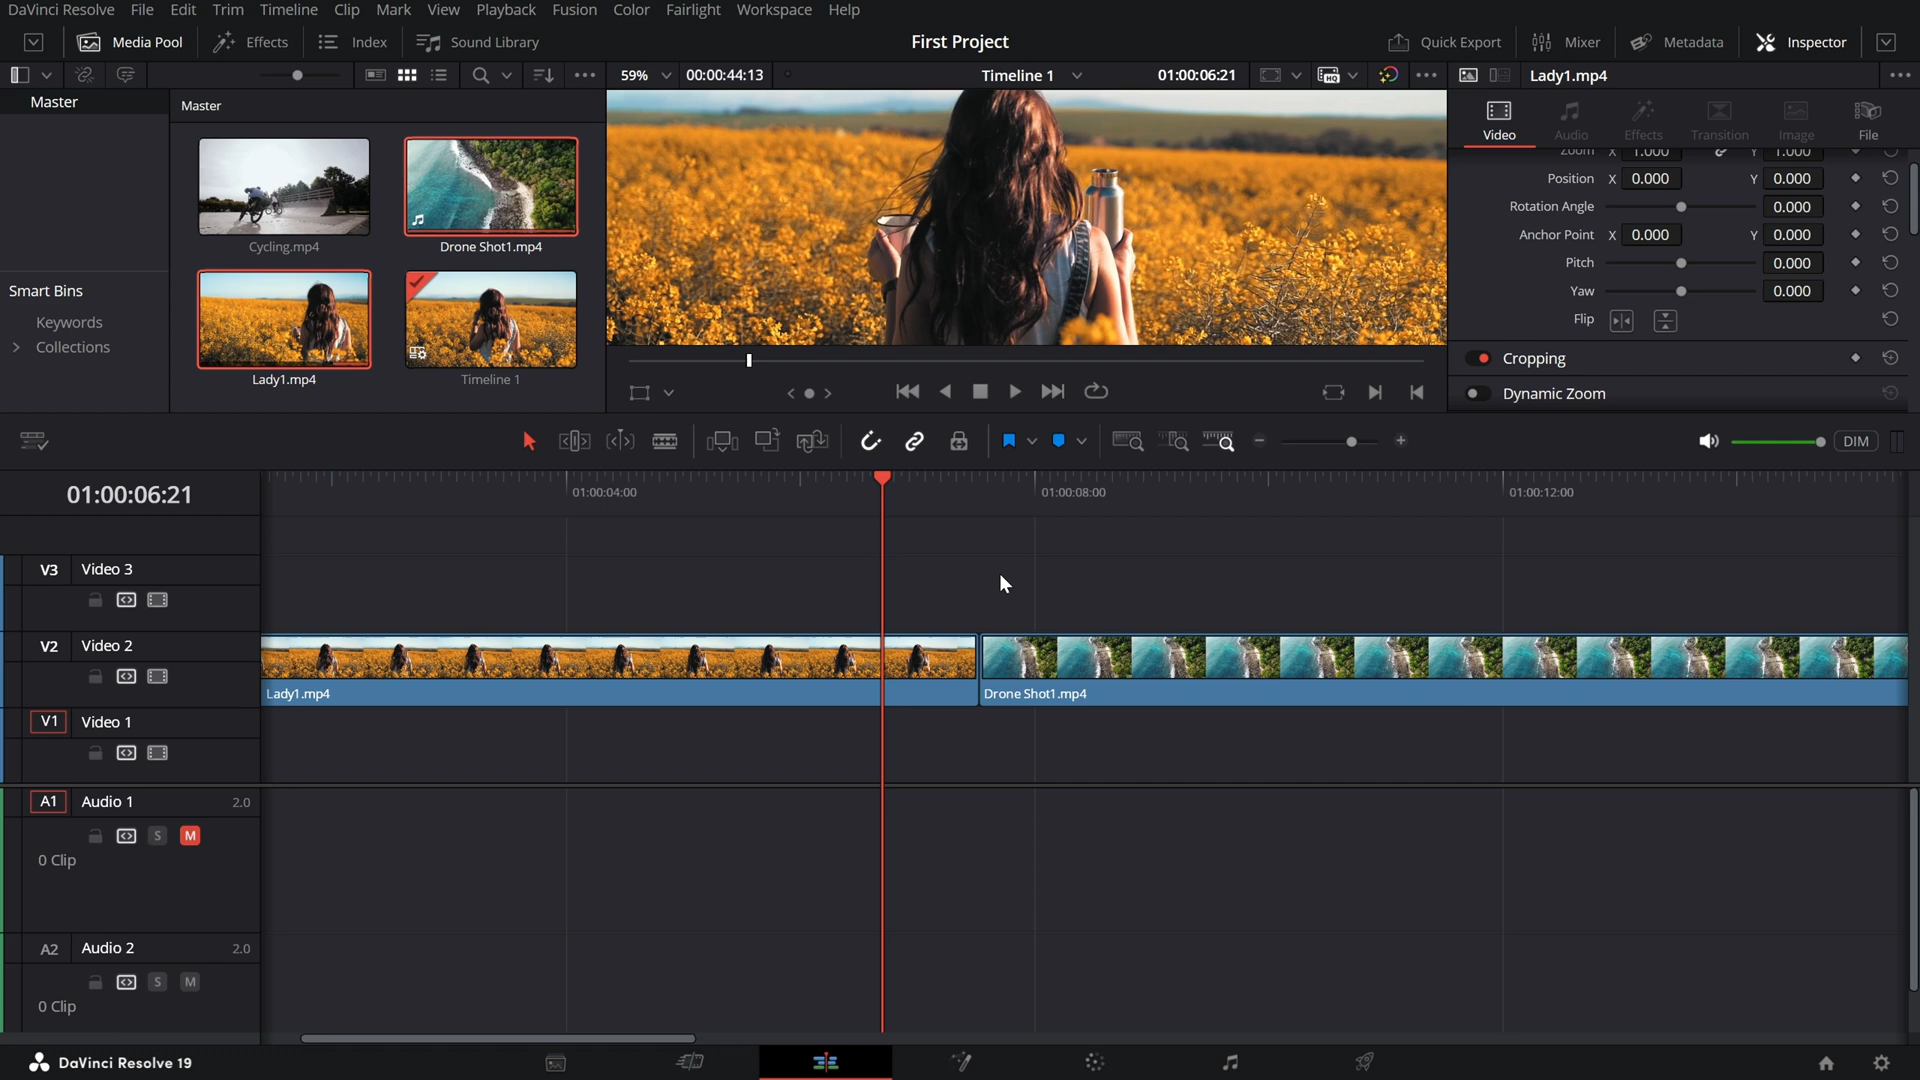 DaVinci Resolve File Edit Trim Timeline Clip Mark View Playback Fusion Color Fairlight Workspace Help
Media Pool Effects Index Sound Library First Project Quick Export Mixer Metadata Inspector
59% 00:00:44:13 Timeline 1 01:00:06:21 Lady1.mp4
Master
Master
Cycling.mp4
Drone Shot1.mp4
Lady1.mp4
Timeline 1
Smart Bins
Keywords
Collections
Video Audio Effects Transition Image File
Zoom X 1.000 Y 1.000
Position X 0.000 Y 0.000
Rotation Angle 0.000
Anchor Point X 0.000 Y 0.000
Pitch 0.000
Yaw 0.000
Flip
Cropping
Dynamic Zoom
DIM
01:00:06:21
01:00:04:00 01:00:08:00 01:00:12:00
V3 Video 3
V2 Video 2
Lady1.mp4 Drone Shot1.mp4
V1 Video 1
A1 Audio 1 2.0
S M
0 Clip
A2 Audio 2 2.0
S M
0 Clip
DaVinci Resolve 19